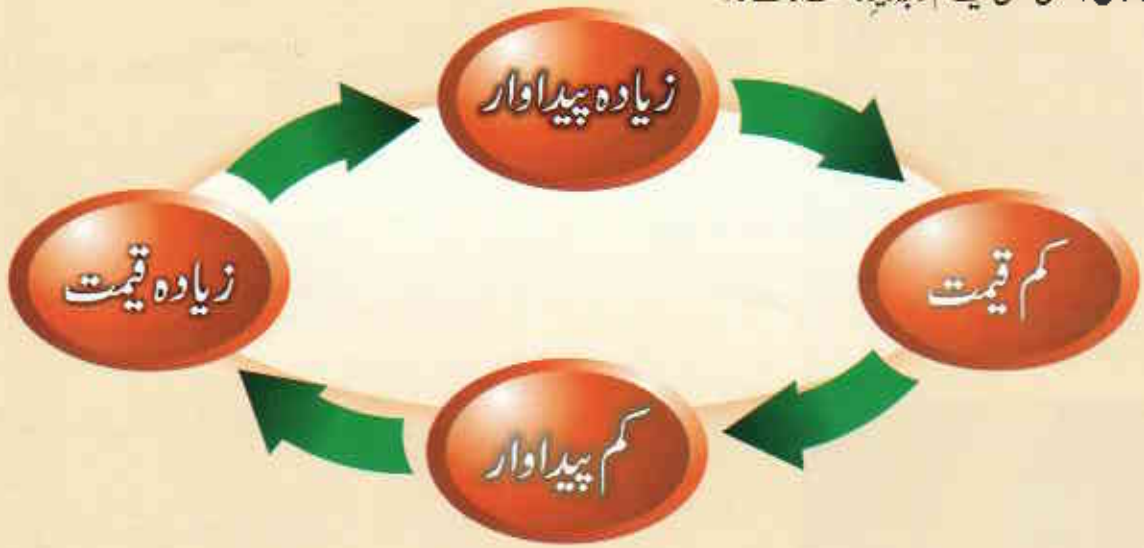 زیادہ پیداوار
کم قیمت
کم پیداوار
زیادہ قیمت